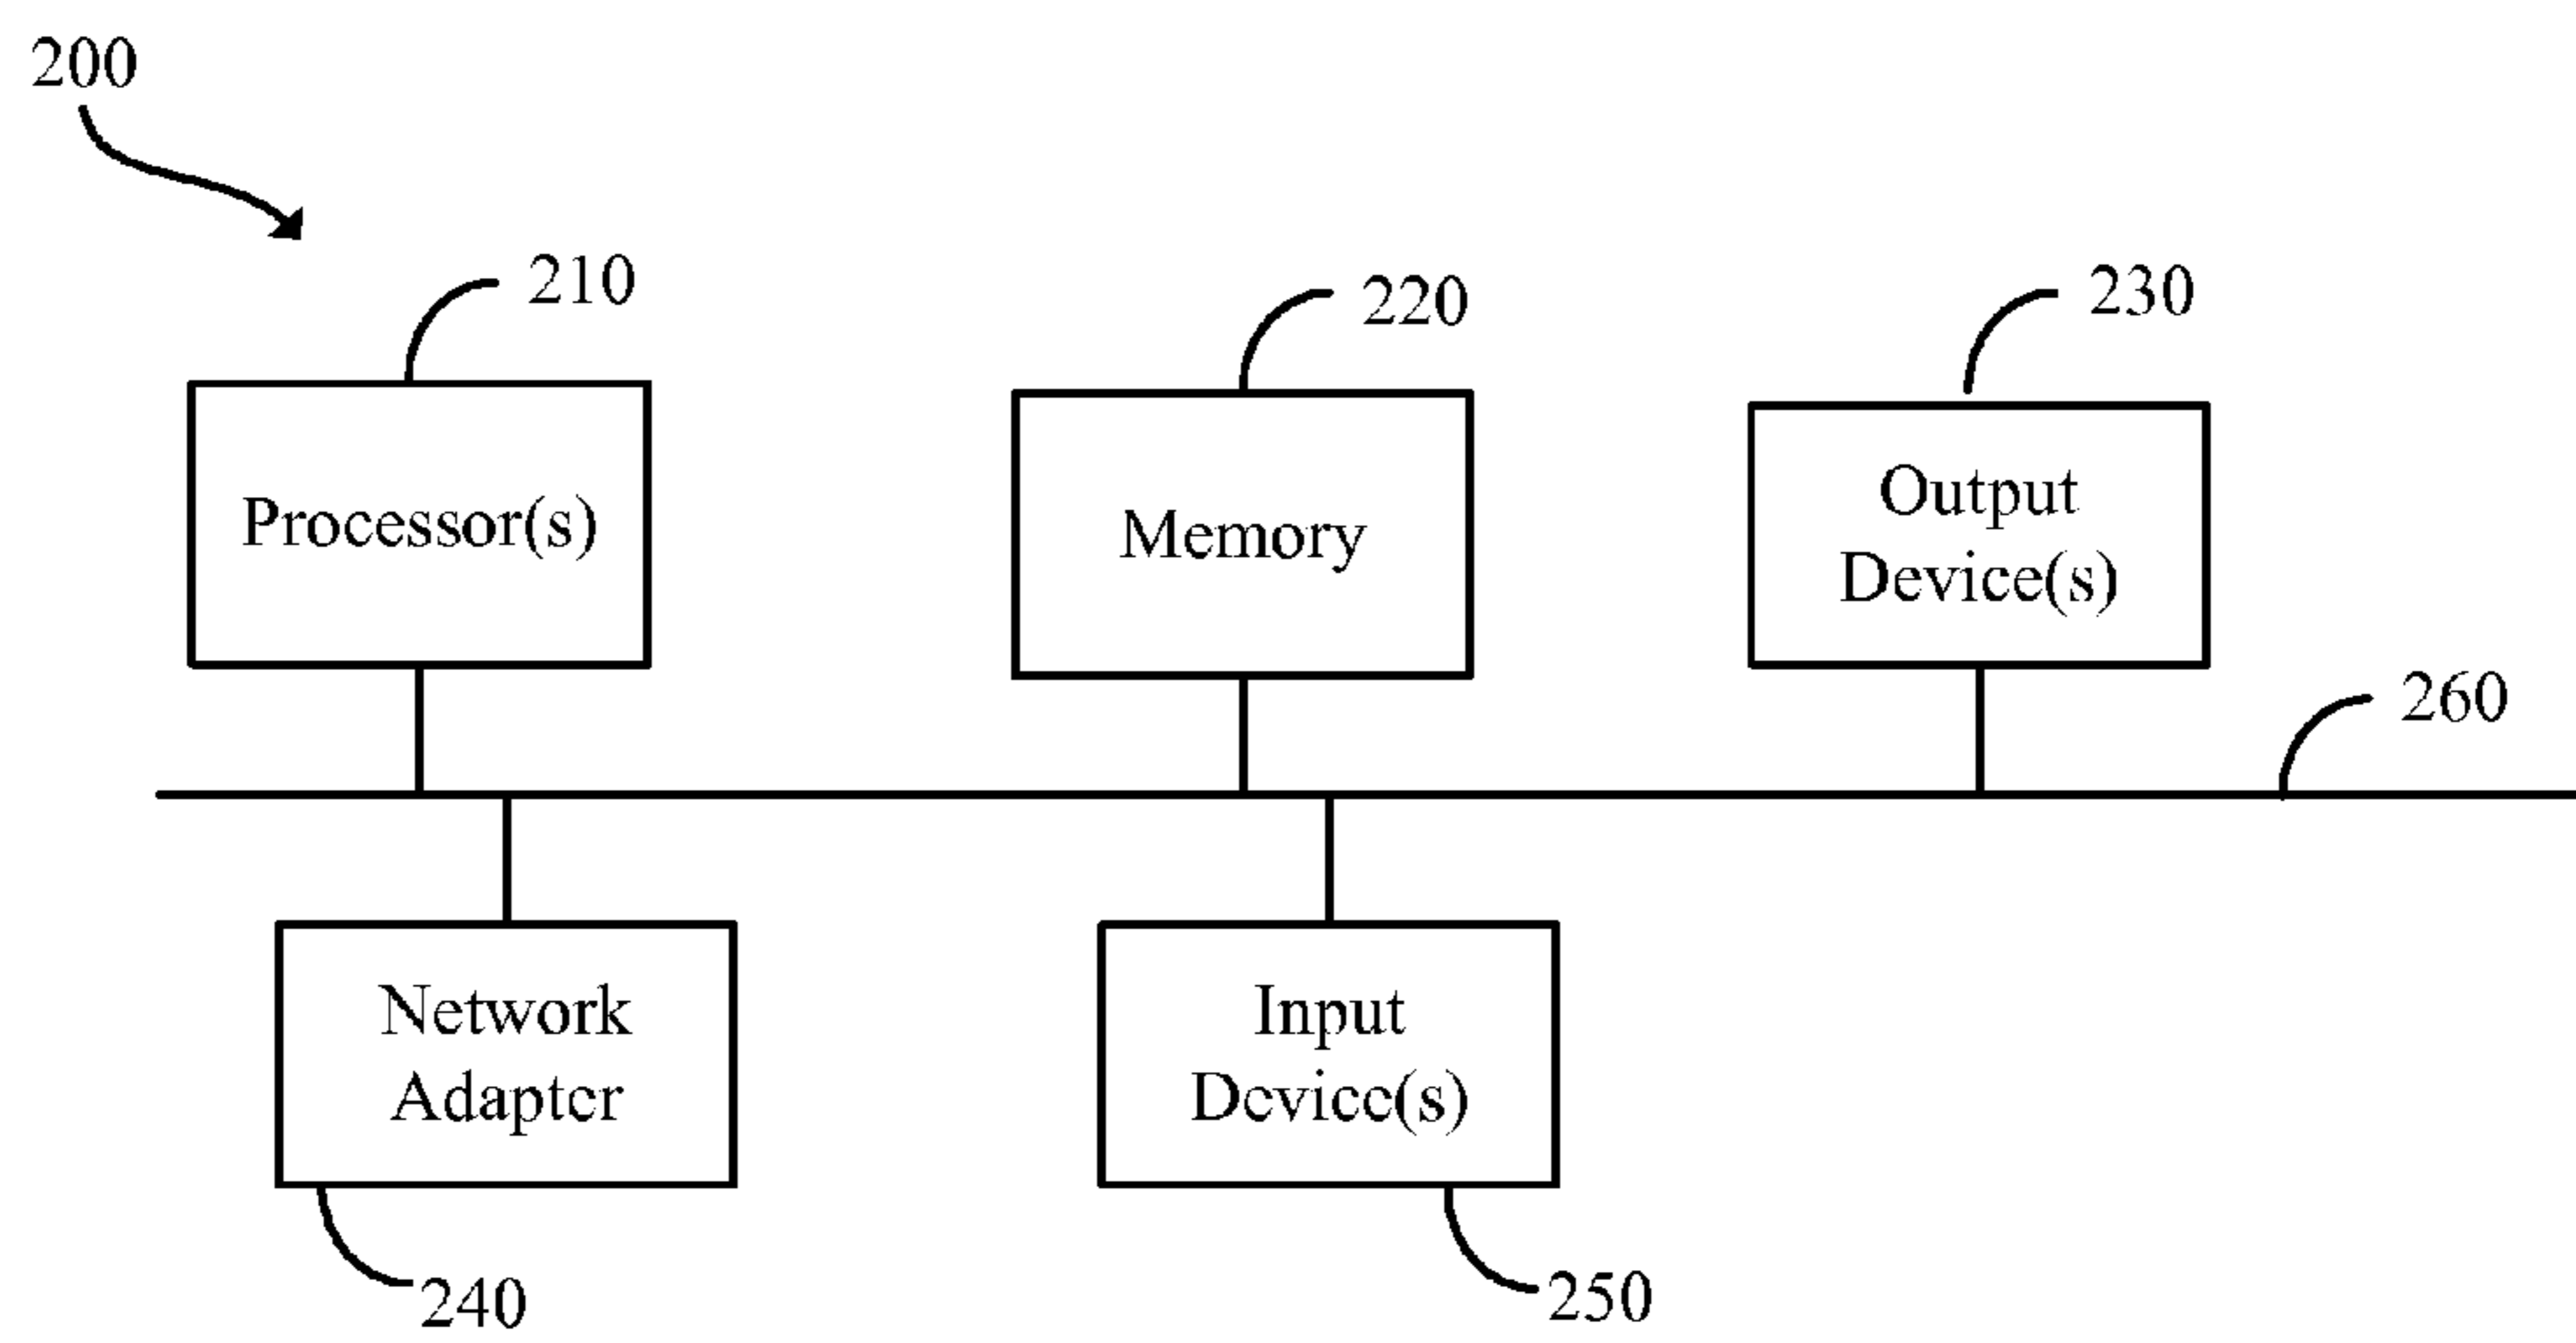 200
210
220
230
Processor(s)
Memory
Output
Device(s)
260
Network
Adapter
Input
Device(s)
240
250